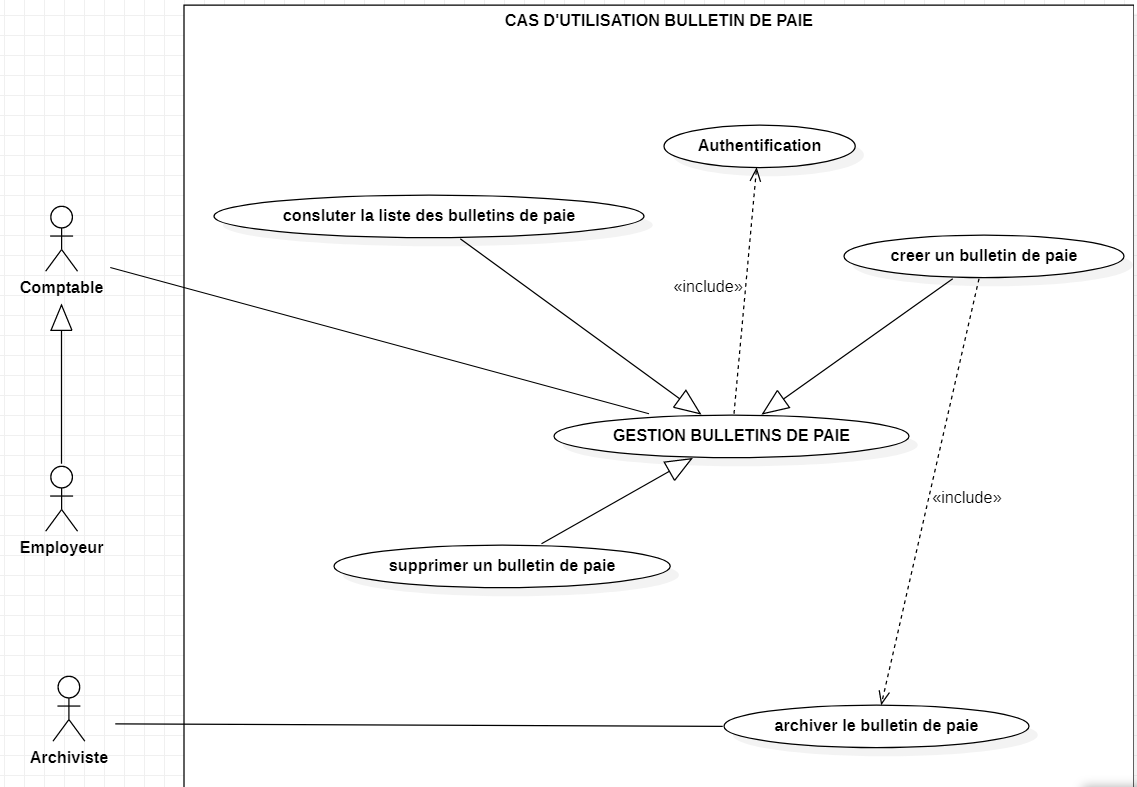 CAS D'UTILISATION BULLETIN DE PAIE
Authentification
consluter la liste des bulletins de paie
creer un bulletin de paie
Comptable
«include»
GESTION BULLETINS DE PAIE
«include»
Employeur
supprimer un bulletin de paie
archiver le bulletin de paie
Archiviste